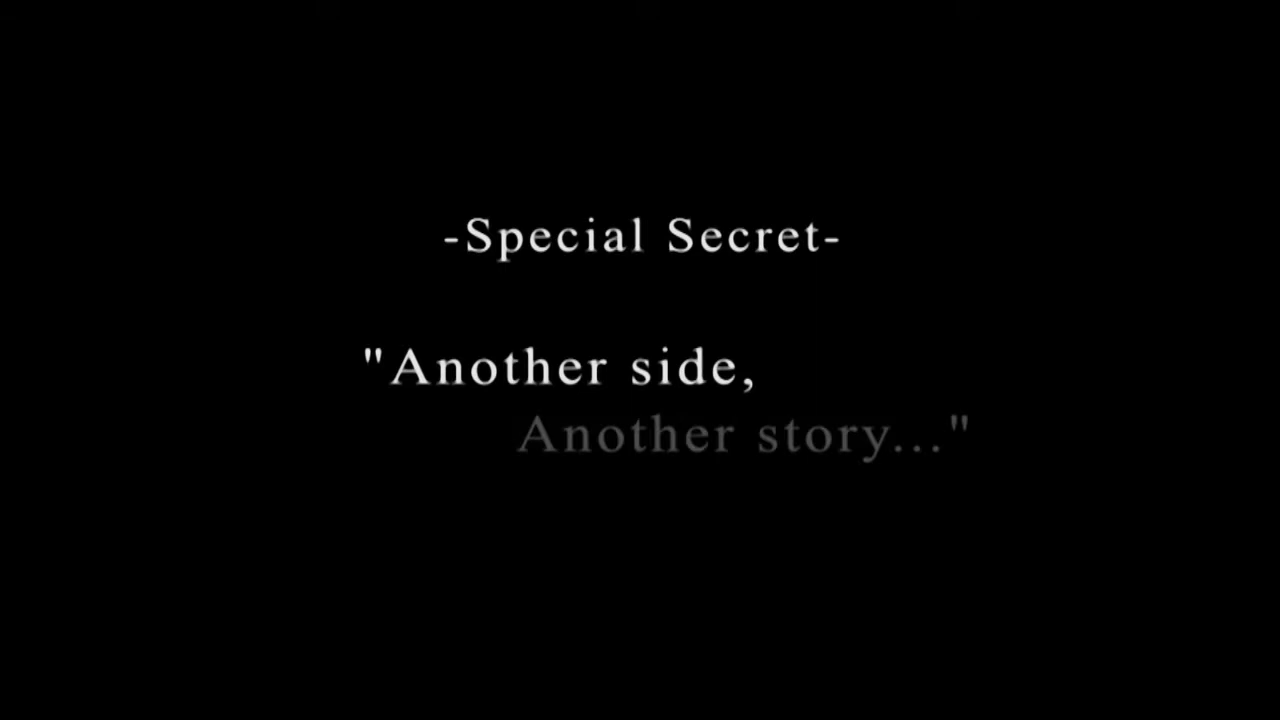 -Special Secret-
"Another side,
Another story..."